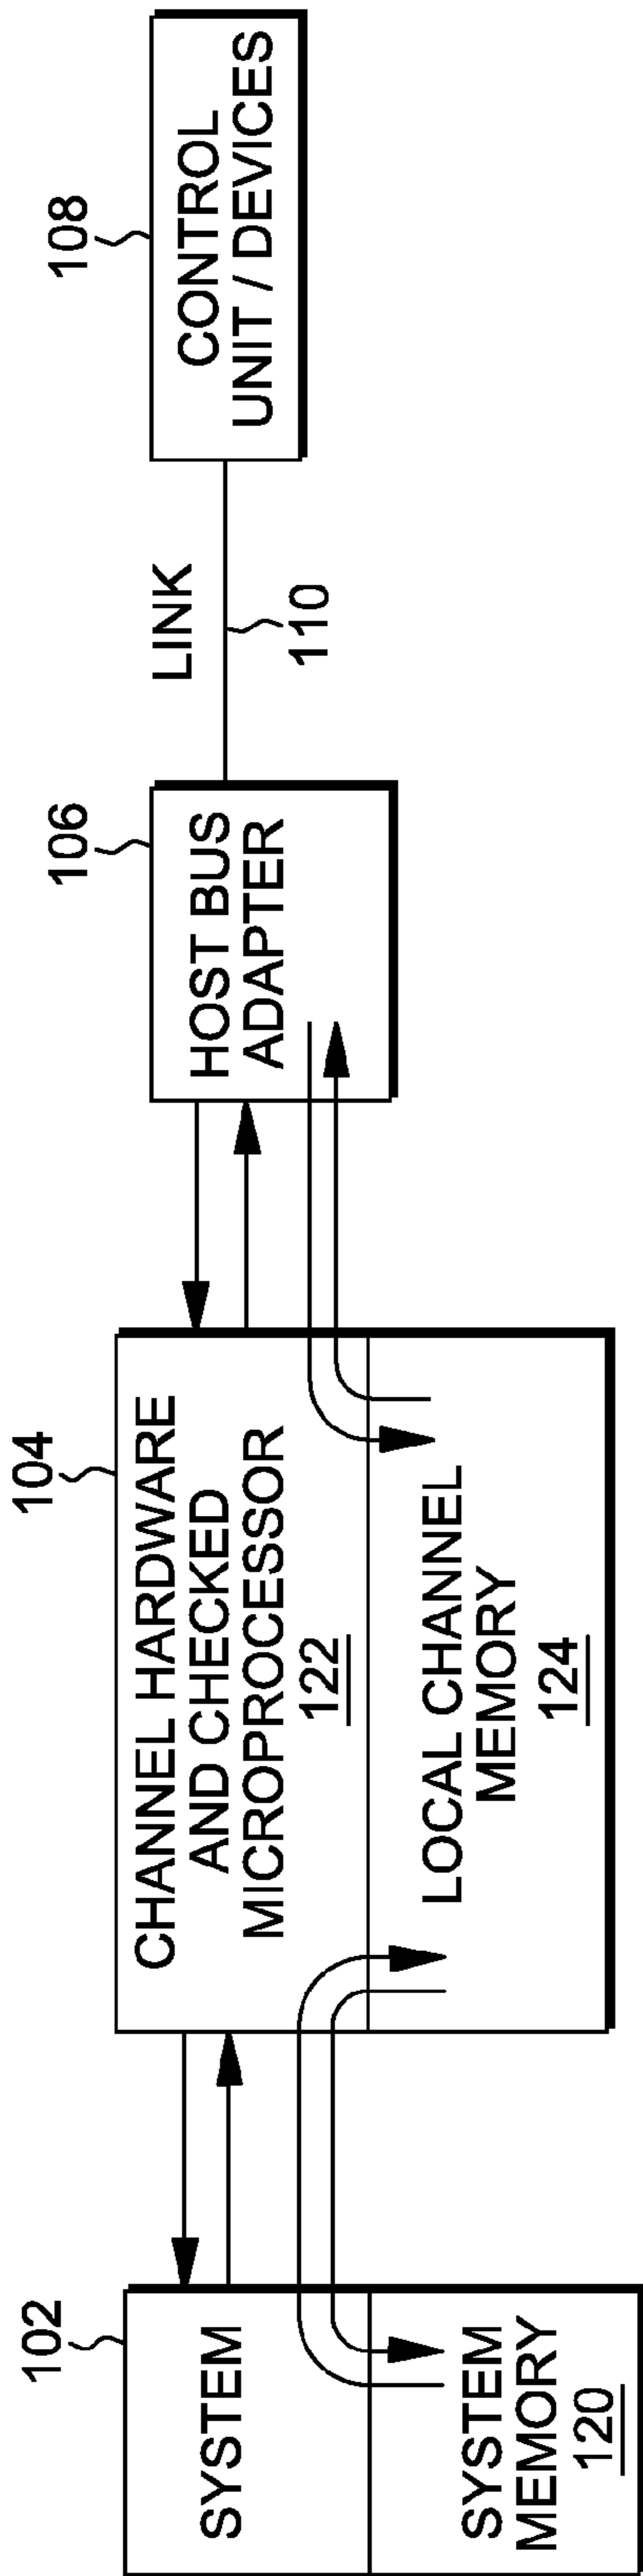 102
SYSTEM
SYSTEM
MEMORY
120
104
CHANNEL HARDWARE
AND CHECKED
MICROPROCESSOR
122
LOCAL CHANNEL
MEMORY
124
106
HOST BUS
ADAPTER
LINK
110
108
CONTROL
UNIT / DEVICES